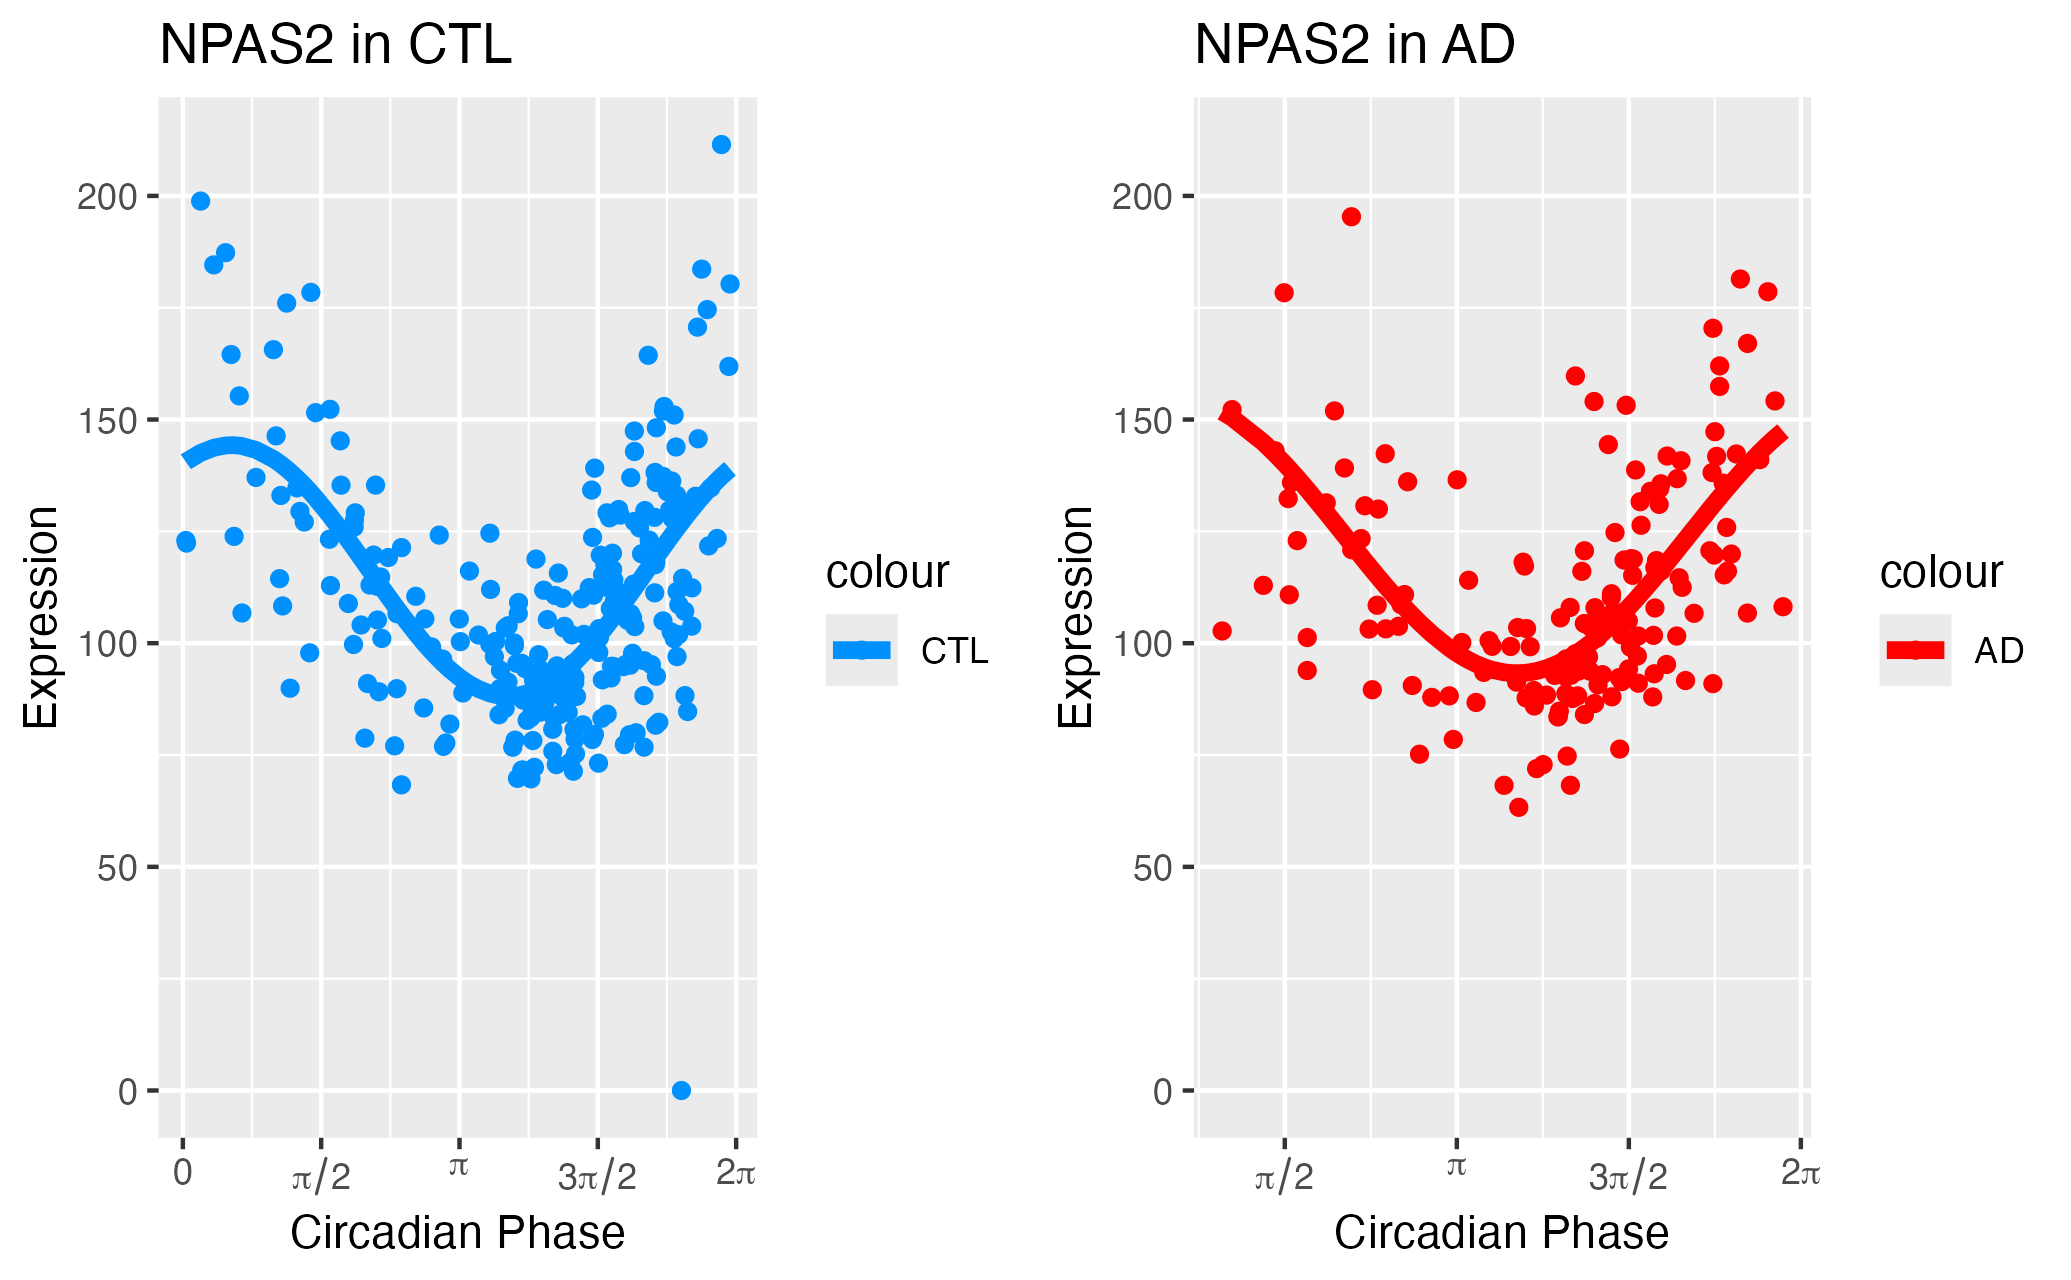 NPAS2 in CTL
200
150
100
50
0
Expression
0 π/2 π 3π/2 2π
Circadian Phase
colour
CTL
NPAS2 in AD
200
150
100
50
0
Expression
π/2 π 3π/2 2π
Circadian Phase
colour
AD